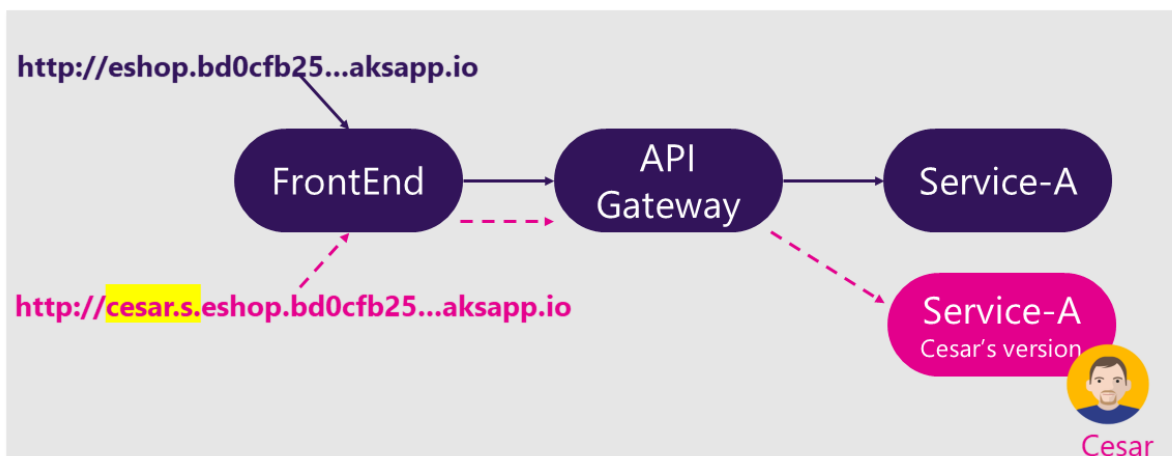 http://eshop.bd0cfb25...aksapp.io
FrontEnd
API
Gateway
Service-A
http://cesar.s.eshop.bd0cfb25...aksapp.io
Service-A
Cesar's version
Cesar